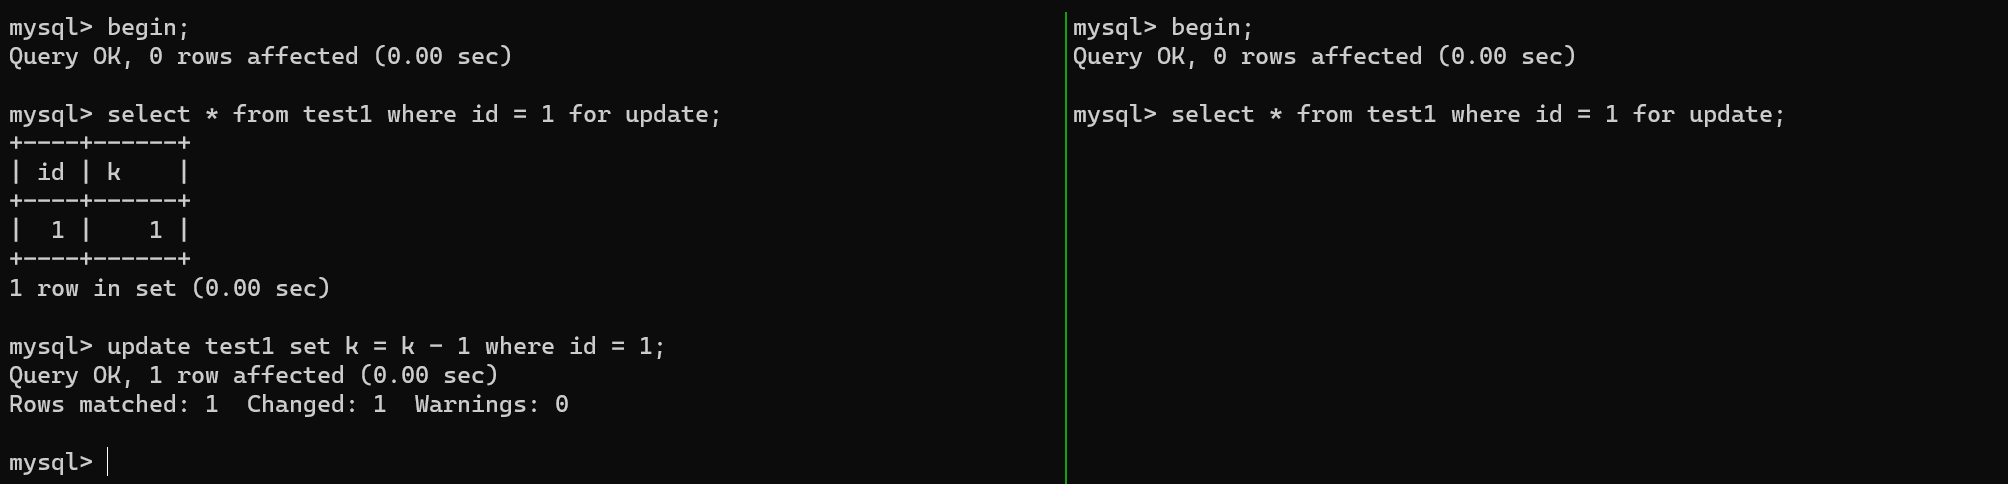 mysql> begin;
Query OK, 0 rows affected (0.00 sec)
mysql> select * from test1 where id = 1 for update;
+----+------+
| id | k    |
+----+------+
|  1 |    1 |
+----+------+
1 row in set (0.00 sec)
mysql> update test1 set k = k - 1 where id = 1;
Query OK, 1 row affected (0.00 sec)
Rows matched: 1  Changed: 1  Warnings: 0
mysql>
mysql> begin;
Query OK, 0 rows affected (0.00 sec)
mysql> select * from test1 where id = 1 for update;